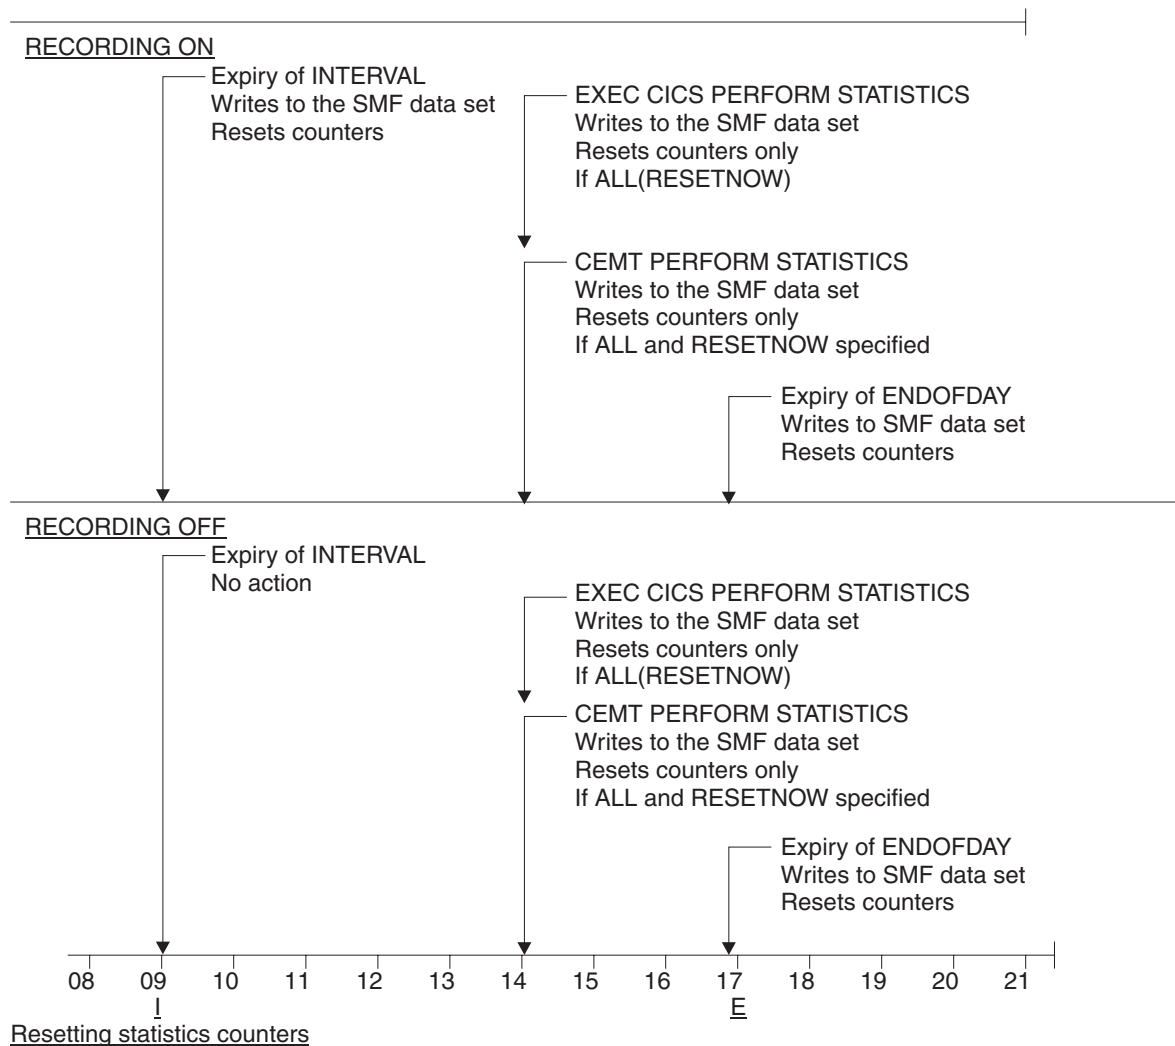 RECORDING ON
Expiry of INTERVAL
Writes to the SMF data set
Resets counters
EXEC CICS PERFORM STATISTICS
Writes to the SMF data set
Resets counters only
If ALL(RESETNOW)
CEMT PERFORM STATISTICS
Writes to the SMF data set
Resets counters only
If ALL and RESETNOW specified
Expiry of ENDOFDAY
Writes to SMF data set
Resets counters
RECORDING OFF
Expiry of INTERVAL
No action
EXEC CICS PERFORM STATISTICS
Writes to the SMF data set
Resets counters only
If ALL(RESETNOW)
CEMT PERFORM STATISTICS
Writes to the SMF data set
Resets counters only
If ALL and RESETNOW specified
Expiry of ENDOFDAY
Writes to SMF data set
Resets counters
08 09 10 11 12 13 14 15 16 17 18 19 20 21
I E
Resetting statistics counters